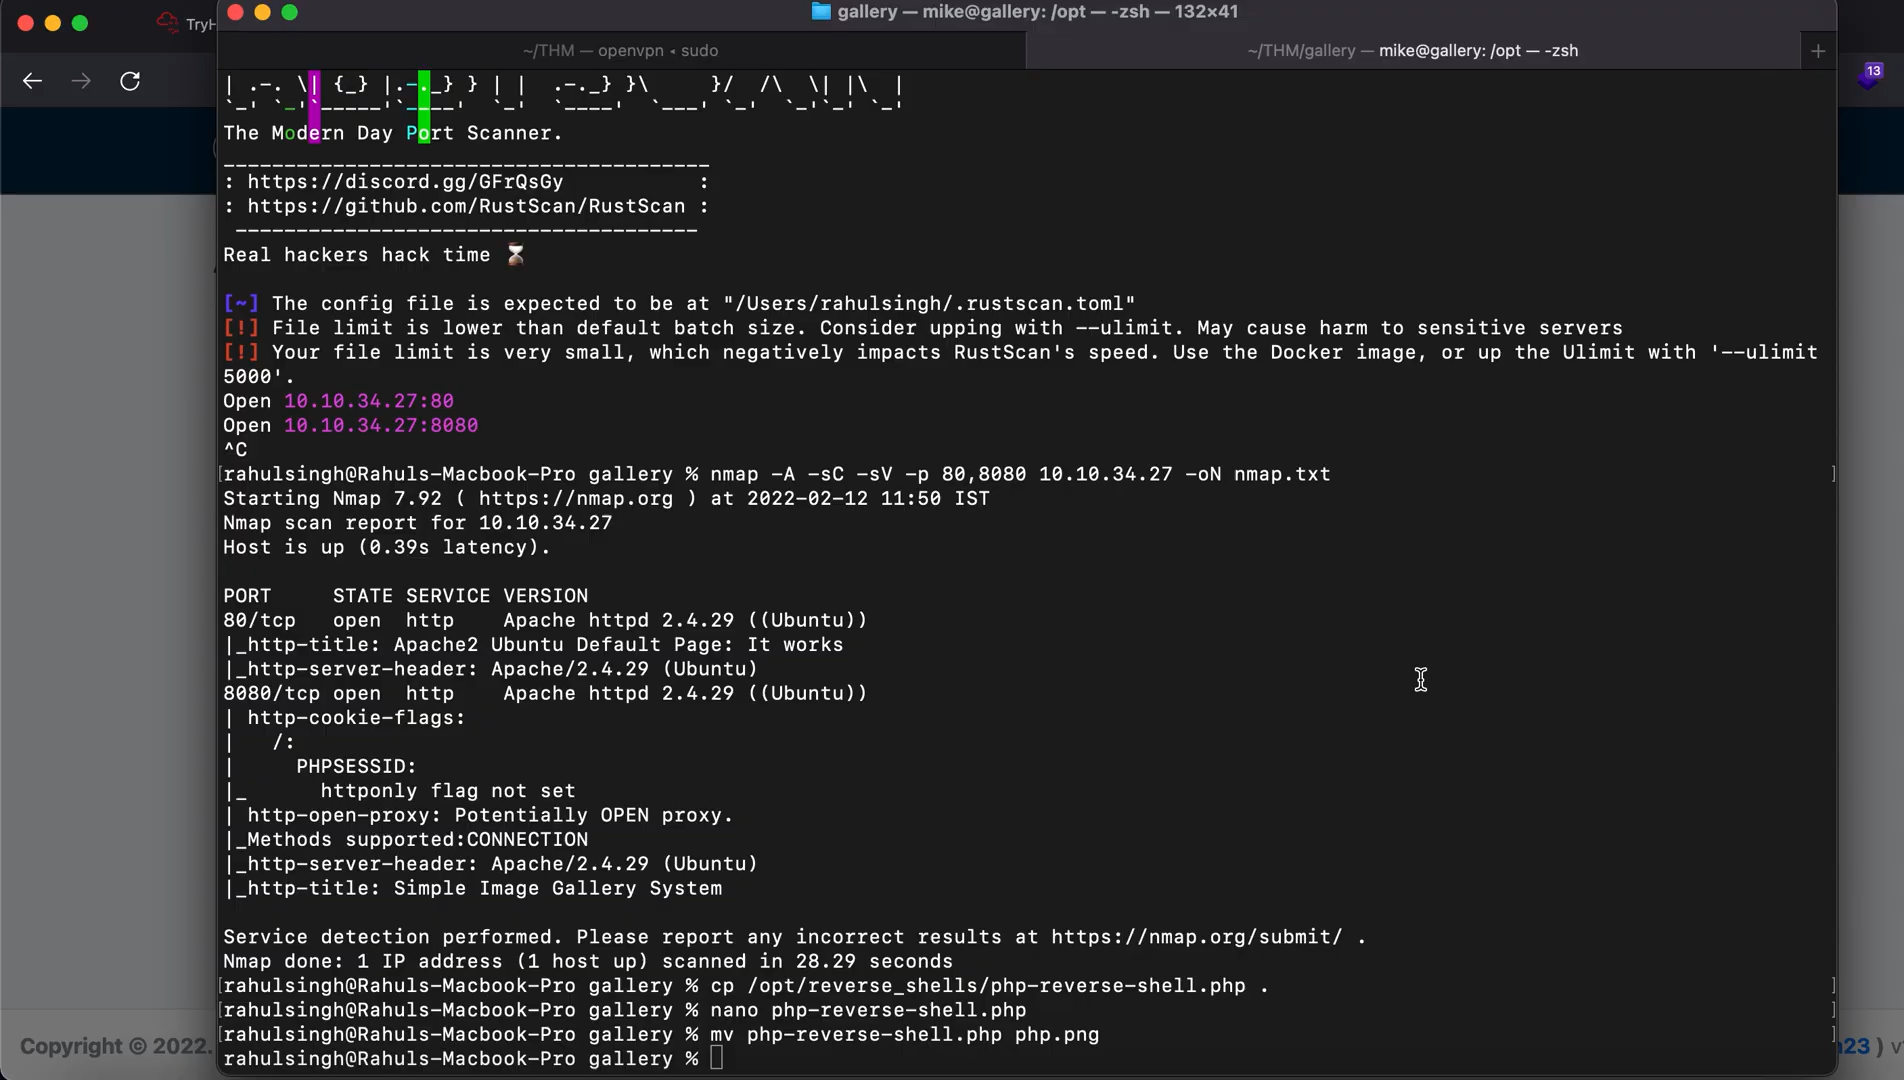 TryH
gallery — mike@gallery: /opt — -zsh — 132×41
~/THM — openvpn ◂ sudo
~/THM/gallery — mike@gallery: /opt — -zsh
13
| .-. \| {_} |.-._} } | |  .-._} }\     }/  /\  \| |\  |
`-' `-'`-----'`----'  `-'  `----'  `---' `-'  `-'`-' `-'
The Modern Day Port Scanner.
________________________________________
: https://discord.gg/GFrQsGy           :
: https://github.com/RustScan/RustScan :
 --------------------------------------
Real hackers hack time ⌛
[~] The config file is expected to be at "/Users/rahulsingh/.rustscan.toml"
[!] File limit is lower than default batch size. Consider upping with --ulimit. May cause harm to sensitive servers
[!] Your file limit is very small, which negatively impacts RustScan's speed. Use the Docker image, or up the Ulimit with '--ulimit
5000'.
Open 10.10.34.27:80
Open 10.10.34.27:8080
^C
[rahulsingh@Rahuls-Macbook-Pro gallery % nmap -A -sC -sV -p 80,8080 10.10.34.27 -oN nmap.txt ]
Starting Nmap 7.92 ( https://nmap.org ) at 2022-02-12 11:50 IST
Nmap scan report for 10.10.34.27
Host is up (0.39s latency).
PORT     STATE SERVICE VERSION
80/tcp   open  http    Apache httpd 2.4.29 ((Ubuntu))
|_http-title: Apache2 Ubuntu Default Page: It works
|_http-server-header: Apache/2.4.29 (Ubuntu)
8080/tcp open  http    Apache httpd 2.4.29 ((Ubuntu))
| http-cookie-flags:
|   /:
|     PHPSESSID:
|_      httponly flag not set
| http-open-proxy: Potentially OPEN proxy.
|_Methods supported:CONNECTION
|_http-server-header: Apache/2.4.29 (Ubuntu)
|_http-title: Simple Image Gallery System
Service detection performed. Please report any incorrect results at https://nmap.org/submit/ .
Nmap done: 1 IP address (1 host up) scanned in 28.29 seconds
[rahulsingh@Rahuls-Macbook-Pro gallery % cp /opt/reverse_shells/php-reverse-shell.php . ]
[rahulsingh@Rahuls-Macbook-Pro gallery % nano php-reverse-shell.php ]
[rahulsingh@Rahuls-Macbook-Pro gallery % mv php-reverse-shell.php php.png ]
rahulsingh@Rahuls-Macbook-Pro gallery %
Copyright © 2022.
n23 ) v